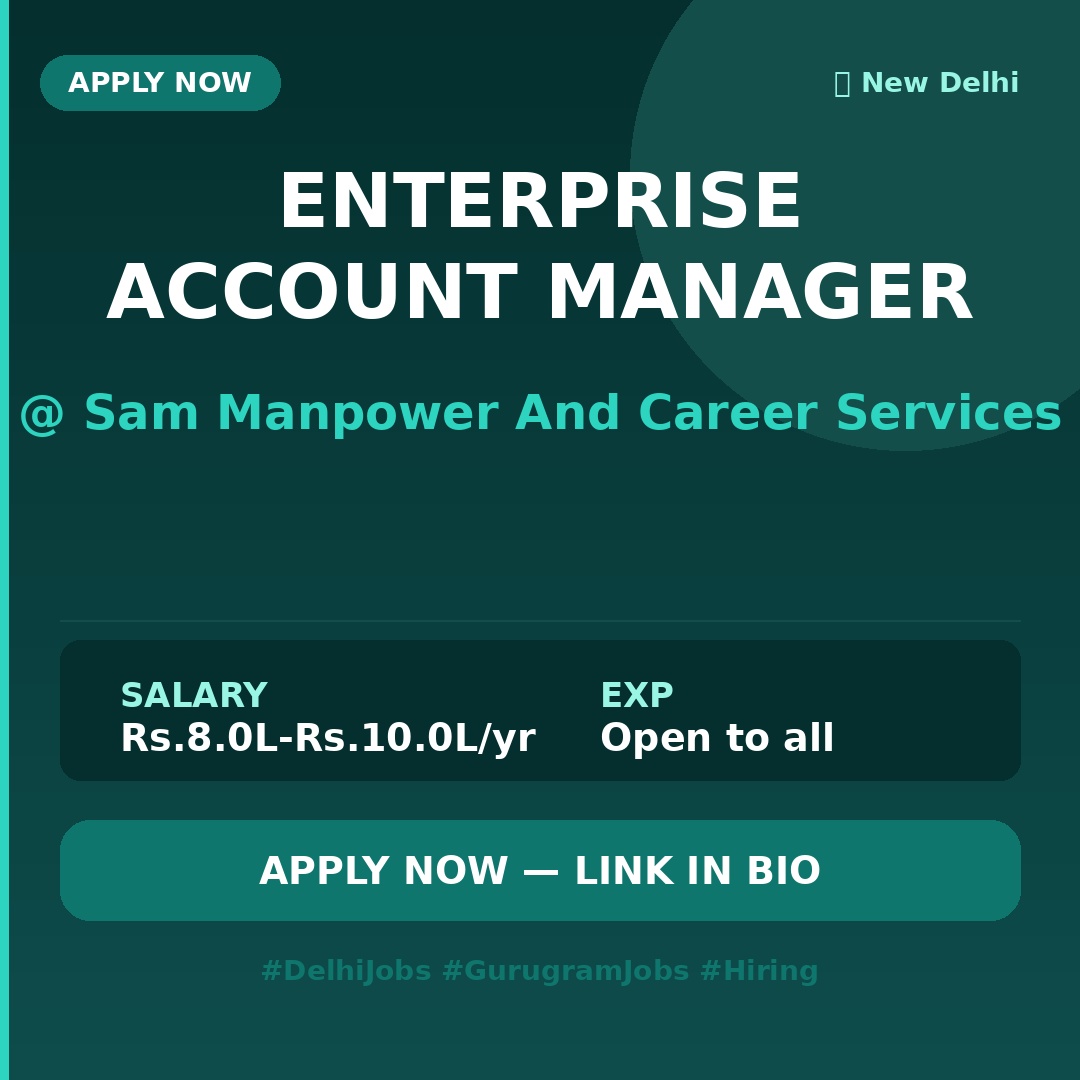 APPLY NOW
New Delhi
ENTERPRISE
ACCOUNT MANAGER
@ Sam Manpower And Career Services
SALARY
EXP
Rs.8.0L-Rs.10.0L/yr
Open to all
APPLY NOW — LINK IN BIO
#DelhiJobs #GurugramJobs #Hiring